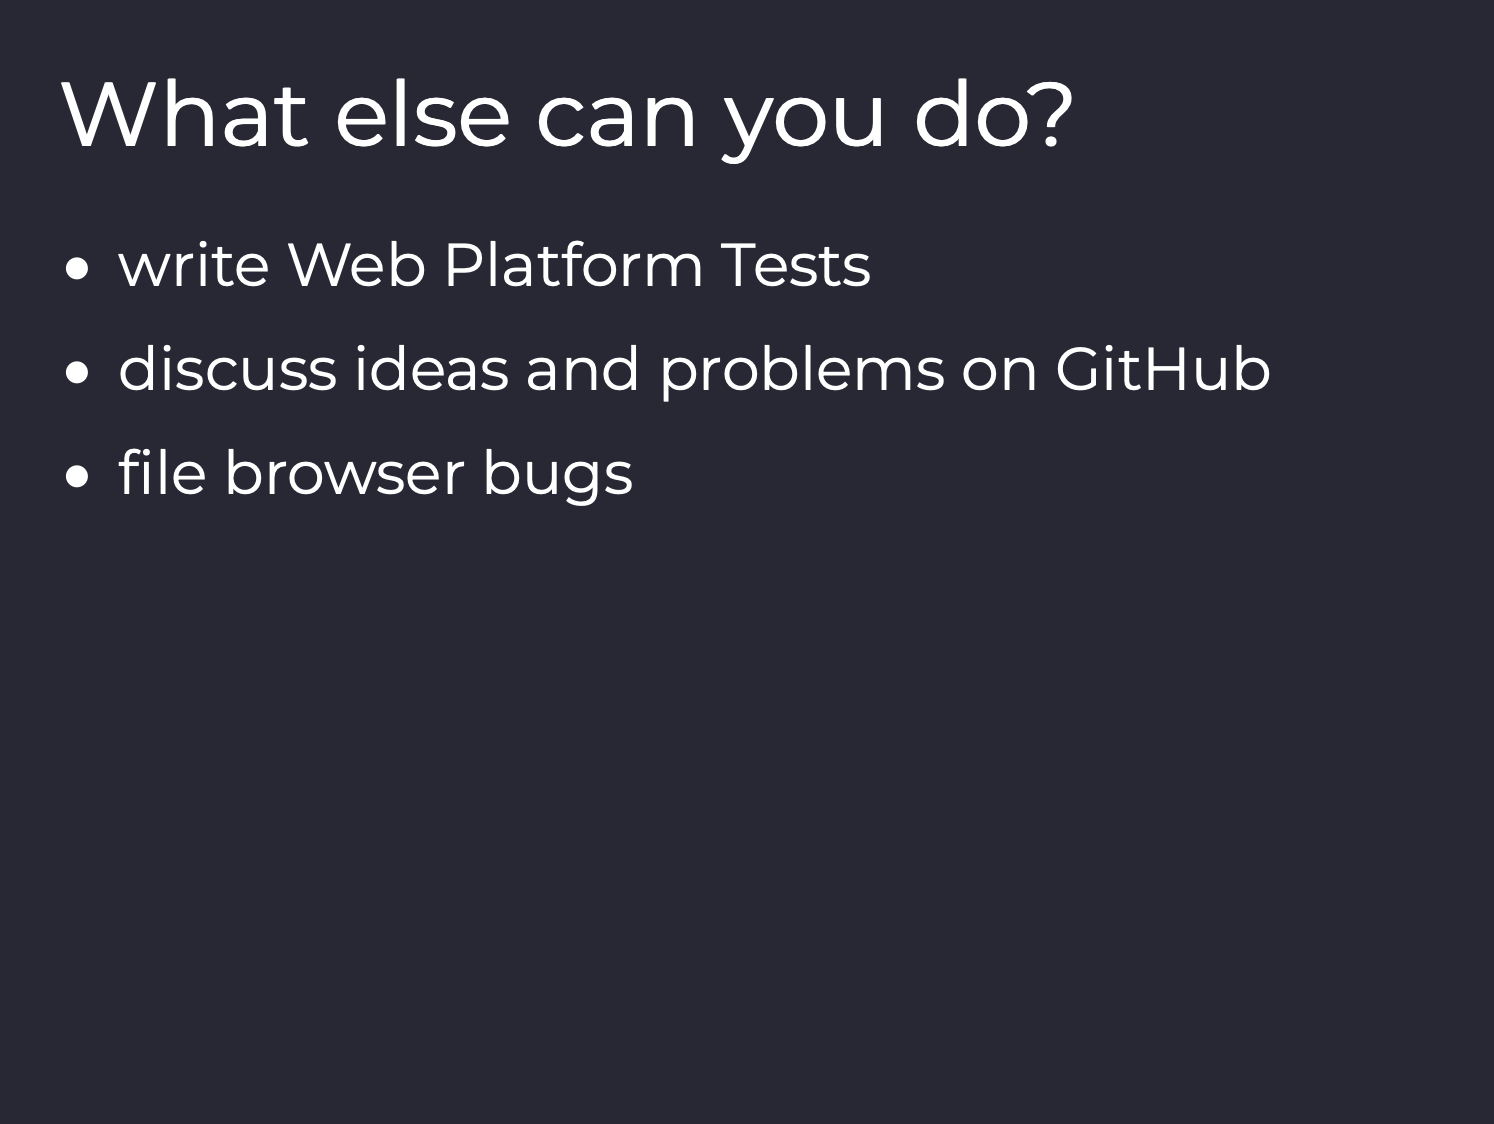 What else can you do?
• write Web Platform Tests
• discuss ideas and problems on GitHub
• file browser bugs